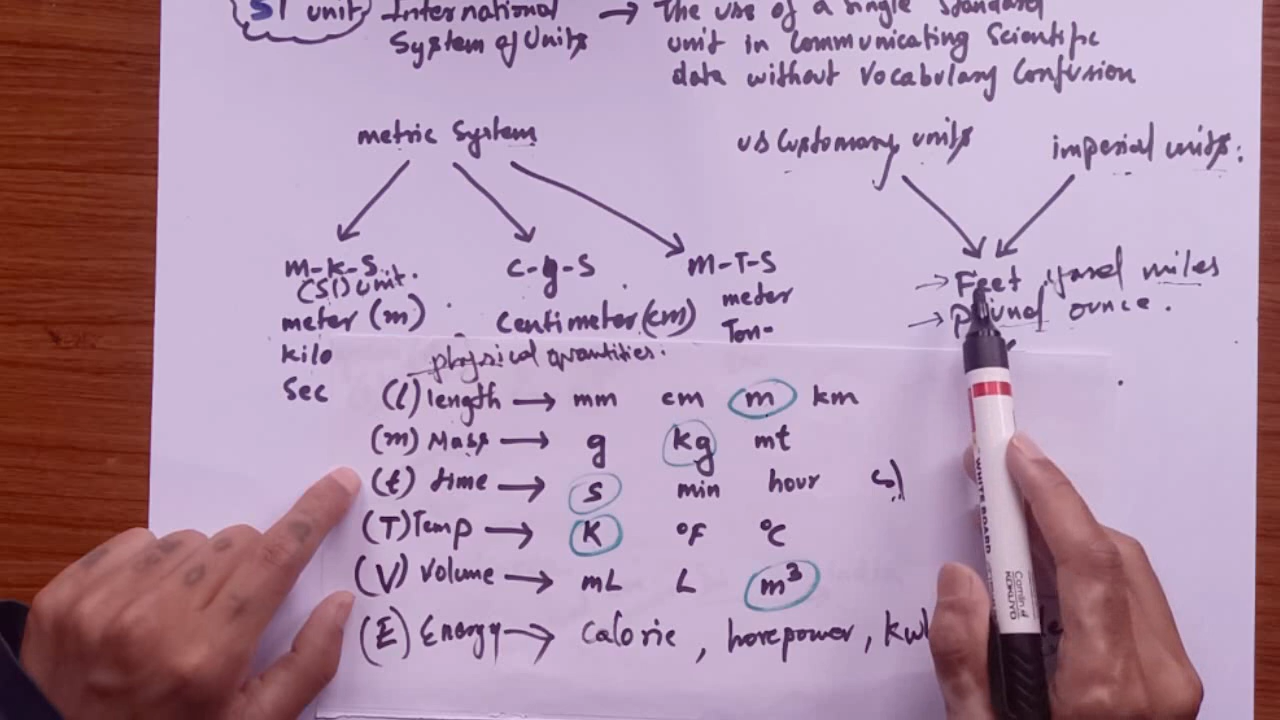 SI unit International → The use of a single standard
System of Units unit in Communicating Scientific
data without Vocabulary Confusion
metric System
US Customary units
imperial units.
M-K-S
(SI) unit.
meter (m)
kilo
Sec
C-g-S
Centimeter (cm)
M-T-S
meter
Ton-
→ Feet yard miles
→ Pound ounce.
physical quantities.
(l) length → mm cm m km
(m) Mass → g kg mt
(t) time → s min hour
(T) Temp → K °F °C
(V) Volume → mL L m³
(E) Energy → Calorie, horepower,
WHITEBOARD
KOKUYO